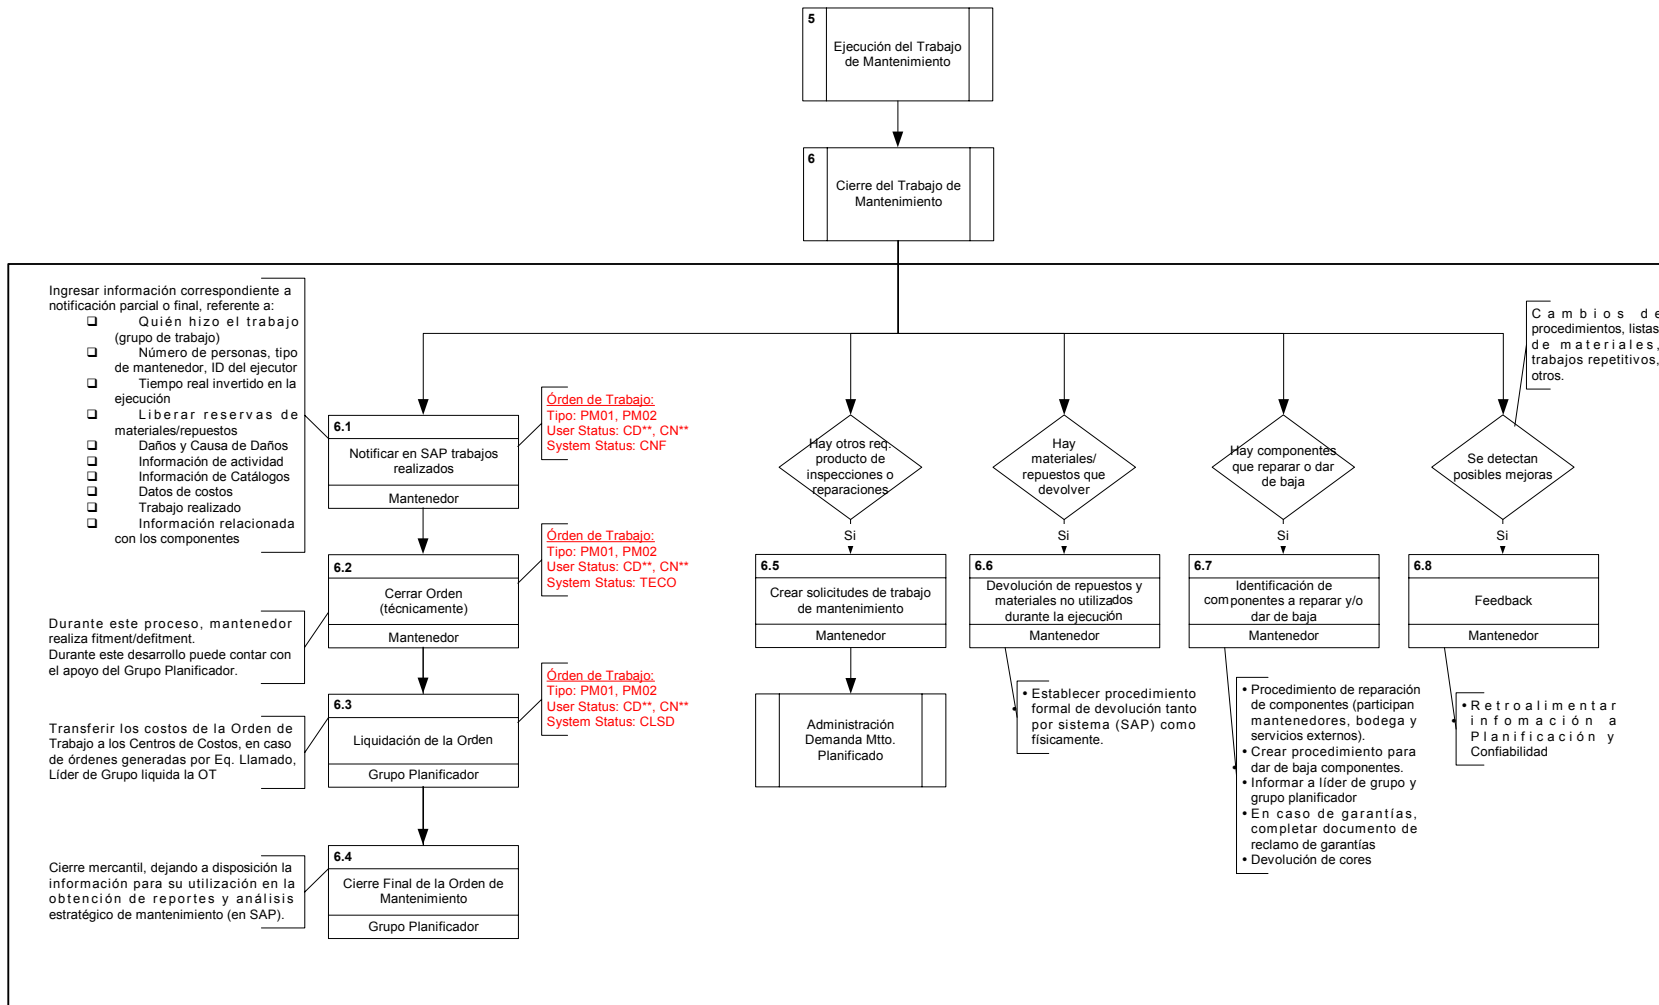 5
Ejecución del Trabajo
de Mantenimiento
6
Cierre del Trabajo de
Mantenimiento
Ingresar información correspondiente a
notificación parcial o final, referente a:
❑ Quién hizo el trabajo
(grupo de trabajo)
❑ Número de personas, tipo
de mantenedor, ID del ejecutor
❑ Tiempo real invertido en la
ejecución
❑ Liberar reservas de
materiales/repuestos
❑ Daños y Causa de Daños
❑ Información de actividad
❑ Información de Catálogos
❑ Datos de costos
❑ Trabajo realizado
❑ Información relacionada
con los componentes
6.1
Notificar en SAP trabajos
realizados
Mantenedor
Órden de Trabajo:
Tipo: PM01, PM02
User Status: CD**, CN**
System Status: CNF
6.2
Cerrar Orden
(técnicamente)
Mantenedor
Órden de Trabajo:
Tipo: PM01, PM02
User Status: CD**, CN**
System Status: TECO
Durante este proceso, mantenedor
realiza fitment/defitment.
Durante este desarrollo puede contar con
el apoyo del Grupo Planificador.
6.3
Liquidación de la Orden
Grupo Planificador
Órden de Trabajo:
Tipo: PM01, PM02
User Status: CD**, CN**
System Status: CLSD
Transferir los costos de la Orden de
Trabajo a los Centros de Costos, en caso
de órdenes generadas por Eq. Llamado,
Líder de Grupo liquida la OT
6.4
Cierre Final de la Orden de
Mantenimiento
Grupo Planificador
Cierre mercantil, dejando a disposición la
información para su utilización en la
obtención de reportes y análisis
estratégico de mantenimiento (en SAP).
Hay otros req.
producto de
inspecciones o
reparaciones
Si
6.5
Crear solicitudes de trabajo
de mantenimiento
Mantenedor
Administración
Demanda Mtto.
Planificado
Hay
materiales/
repuestos que
devolver
Si
6.6
Devolución de repuestos y
materiales no utilizados
durante la ejecución
Mantenedor
• Establecer procedimiento
• formal de devolución tanto
por sistema (SAP) como
físicamente.
Hay componentes
que reparar o dar
de baja
Si
6.7
Identificación de
componentes a reparar y/o
dar de baja
Mantenedor
• Procedimiento de reparación
• de componentes (participan
mantenedores, bodega y
servicios externos).
• Crear procedimiento para
• dar de baja componentes.
• Informar a líder de grupo y
grupo planificador
• En caso de garantías,
completar documento de
reclamo de garantías
• Devolución de cores
Cambios de
procedimientos, listas
de materiales,
trabajos repetitivos,
otros.
Se detectan
posibles mejoras
Si
6.8
Feedback
Mantenedor
• Retroalimentar
• infomación a
Planificación y
• Confiabilidad